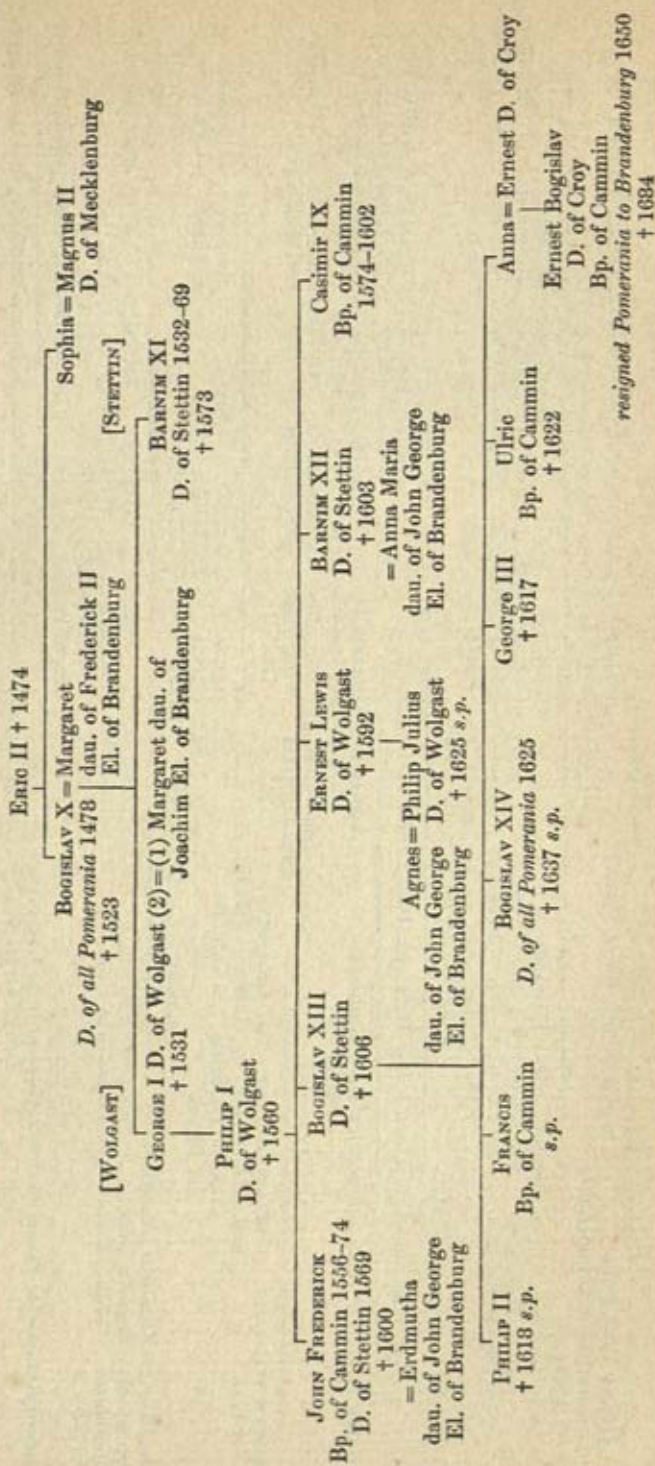 ERIC II † 1474
BOGISLAV X = Margaret
D. of all Pomerania 1478 dau. of Frederick II
† 1523 El. of Brandenburg
Sophia = Magnus II
D. of Mecklenburg
[WOLGAST]
[STETTIN]
GEORGE I D. of Wolgast (2)=(1) Margaret dau. of
† 1531 Joachim El. of Brandenburg
BARNIM XI
D. of Stettin 1532–69
† 1573
PHILIP I
D. of Wolgast
† 1560
JOHN FREDERICK
Bp. of Cammin 1556–74
D. of Stettin 1569
† 1600
= Erdmutha
dau. of John George
El. of Brandenburg
BOGISLAV XIII
D. of Stettin
† 1606
ERNEST LEWIS
D. of Wolgast
† 1592
BARNIM XII
D. of Stettin
† 1603
= Anna Maria
dau. of John George
El. of Brandenburg
Casimir IX
Bp. of Cammin
1574–1602
Agnes = Philip Julius
dau. of John George D. of Wolgast
El. of Brandenburg † 1625 s.p.
PHILIP II
† 1618 s.p.
FRANCIS
Bp. of Cammin
s.p.
BOGISLAV XIV
D. of all Pomerania 1625
† 1637 s.p.
George III
† 1617
Ulric
Bp. of Cammin
† 1622
Anna = Ernest D. of Croy
Ernest Bogislav
D. of Croy
Bp. of Cammin
resigned Pomerania to Brandenburg 1650
† 1684